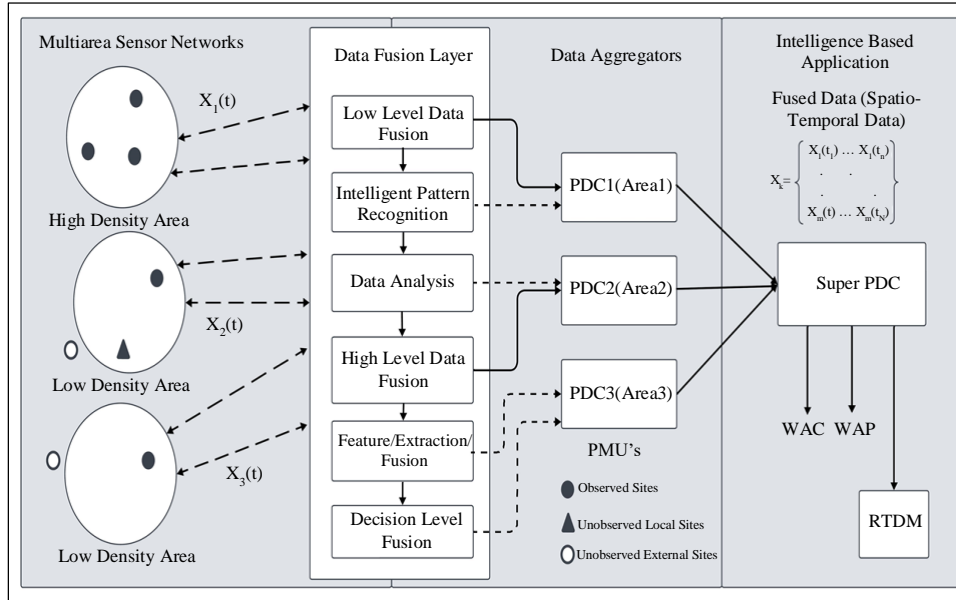 Multiarea Sensor Networks
X1(t)
High Density Area
X2(t)
Low Density Area
X3(t)
Low Density Area
Data Fusion Layer
Low Level Data
Fusion
Intelligent Pattern
Recognition
Data Analysis
High Level Data
Fusion
Feature/Extraction/
Fusion
Decision Level
Fusion
Data Aggregators
PDC1(Area1)
PDC2(Area2)
PDC3(Area3)
PMU's
Observed Sites
Unobserved Local Sites
Unobserved External Sites
Intelligence Based
Application
Fused Data (Spatio-
Temporal Data)
X1(t1) ... X1(tn)
. .
Xk=
. .
Xm(t) ... Xm(tN)
Super PDC
WAC WAP
RTDM